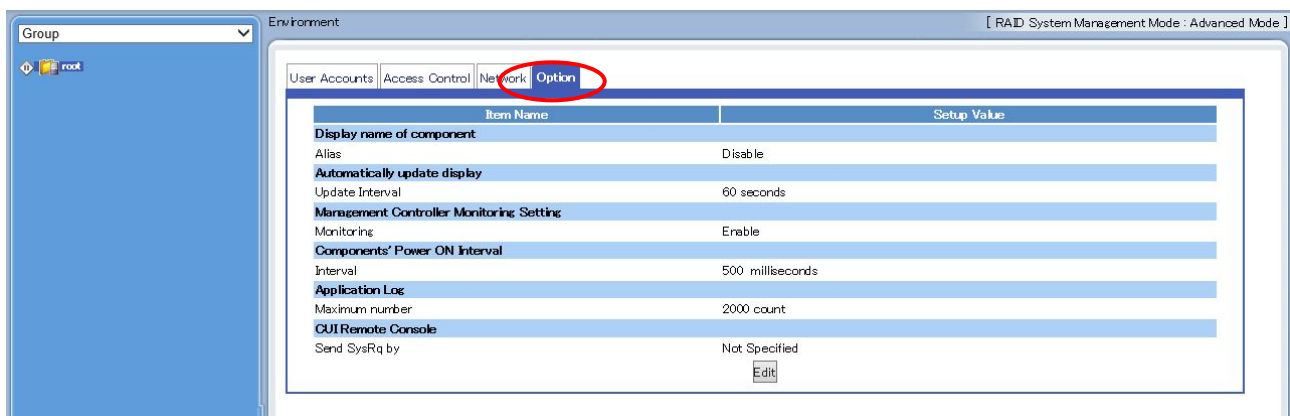 Group
Environment
[ RAID System Management Mode : Advanced Mode ]
root
User Accounts Access Control Network Option
Item Name Setup Value
Display name of component
Alias Disable
Automatically update display
Update Interval 60 seconds
Management Controller Monitoring Setting
Monitoring Enable
Components' Power ON Interval
Interval 500 milliseconds
Application Log
Maximum number 2000 count
CUI Remote Console
Send SysRq by Not Specified
Edit